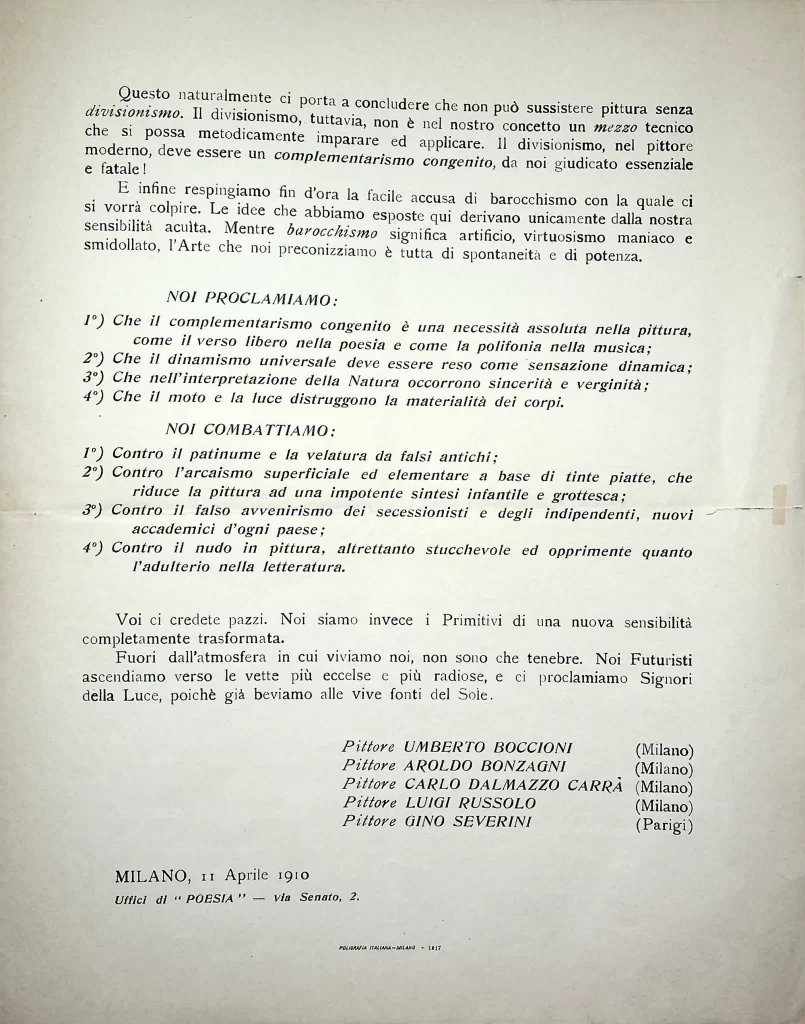 Questo naturalmente ci porta a concludere che non può sussistere pittura senza
divisionismo. Il divisionismo, tuttavia, non è nel nostro concetto un mezzo tecnico
che si possa metodicamente imparare ed applicare. Il divisionismo, nel pittore
moderno, deve essere un complementarismo congenito, da noi giudicato essenziale
e fatale!
E infine respingiamo fin d'ora la facile accusa di barocchismo con la quale ci
si vorrà colpire. Le idee che abbiamo esposte qui derivano unicamente dalla nostra
sensibilità acuita. Mentre barocchismo significa artificio, virtuosismo maniaco e
smidollato, l'Arte che noi preconizziamo è tutta di spontaneità e di potenza.
NOI PROCLAMIAMO:
1°) Che il complementarismo congenito è una necessità assoluta nella pittura,
come il verso libero nella poesia e come la polifonia nella musica;
2°) Che il dinamismo universale deve essere reso come sensazione dinamica;
3°) Che nell'interpretazione della Natura occorrono sincerità e verginità;
4°) Che il moto e la luce distruggono la materialità dei corpi.
NOI COMBATTIAMO:
1°) Contro il patinume e la velatura da falsi antichi;
2°) Contro l'arcaismo superficiale ed elementare a base di tinte piatte, che
riduce la pittura ad una impotente sintesi infantile e grottesca;
3°) Contro il falso avvenirismo dei secessionisti e degli indipendenti, nuovi
accademici d'ogni paese;
4°) Contro il nudo in pittura, altrettanto stucchevole ed opprimente quanto
l'adulterio nella letteratura.
Voi ci credete pazzi. Noi siamo invece i Primitivi di una nuova sensibilità
completamente trasformata.
Fuori dall'atmosfera in cui viviamo noi, non sono che tenebre. Noi Futuristi
ascendiamo verso le vette più eccelse e più radiose, e ci proclamiamo Signori
della Luce, poichè già beviamo alle vive fonti del Sole.
Pittore UMBERTO BOCCIONI (Milano)
Pittore AROLDO BONZAGNI (Milano)
Pittore CARLO DALMAZZO CARRÀ (Milano)
Pittore LUIGI RUSSOLO (Milano)
Pittore GINO SEVERINI (Parigi)
MILANO, 11 Aprile 1910
Uffici di "POESIA" — via Senato, 2.
POLIGRAFIA ITALIANA-MILANO - 1017